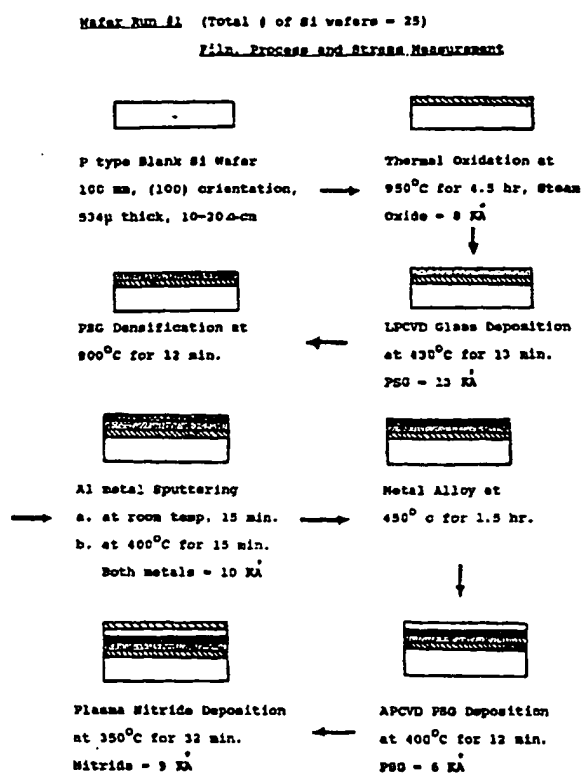 Wafer Run #1 (Total # of Si wafers = 25)
Film, Process and Stress Measurement
P type Blank Si Wafer
100 mm, (100) orientation,
534μ thick, 10-20Ω-cm
Thermal Oxidation at
950°C for 4.5 hr, Steam
Oxide = 8 KÅ
LPCVD Glass Deposition
at 430°C for 13 min.
PSG = 13 KÅ
PSG Densification at
900°C for 12 min.
Al metal Sputtering
a. at room temp, 15 min.
b. at 400°C for 15 min.
Both metals = 10 KÅ
Metal Alloy at
450° C for 1.5 hr.
APCVD PSG Deposition
at 400°C for 12 min.
PSG = 6 KÅ
Plasma Nitride Deposition
at 350°C for 32 min.
Nitride = 9 KÅ